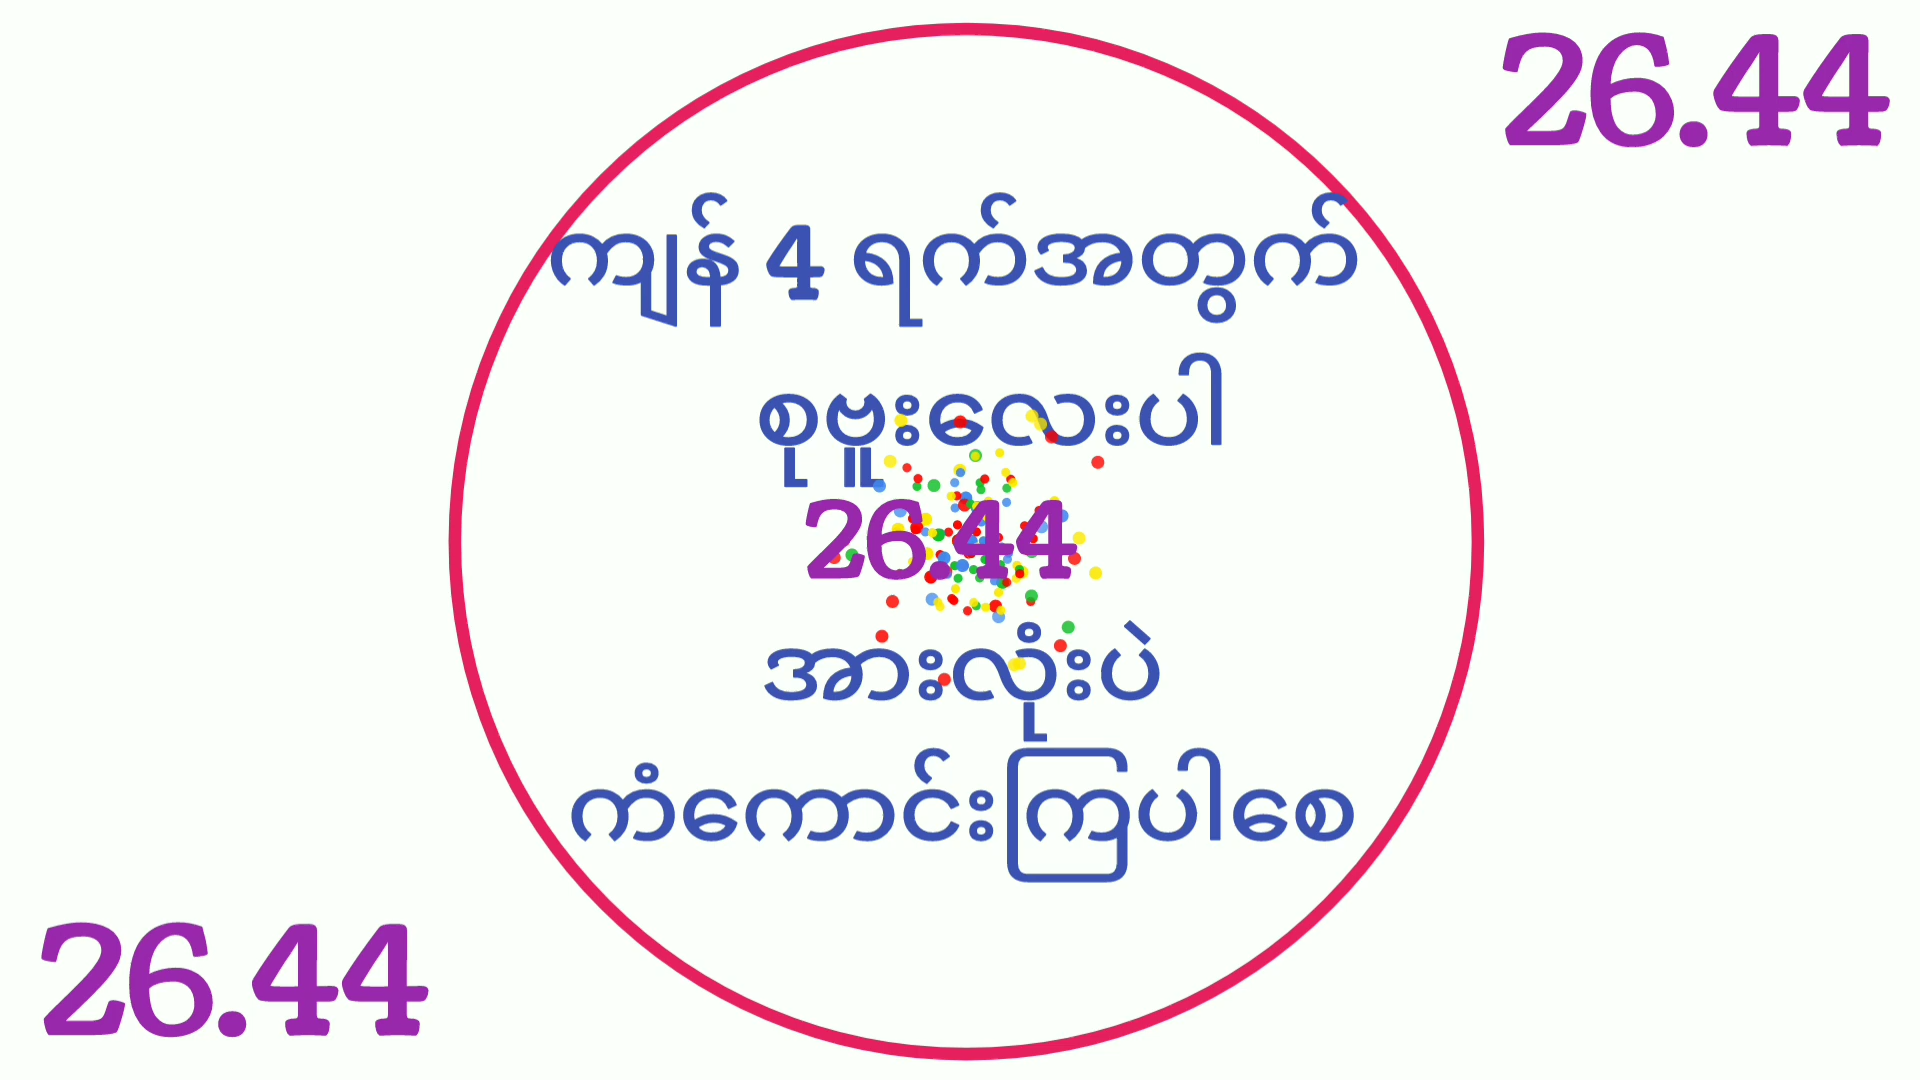 26.44
ကျန် 4 ရက်အတွက်
စုဗူးလေးပါ
26.44
အားလုံးပဲ
ကံကောင်းကြပါစေ
26.44